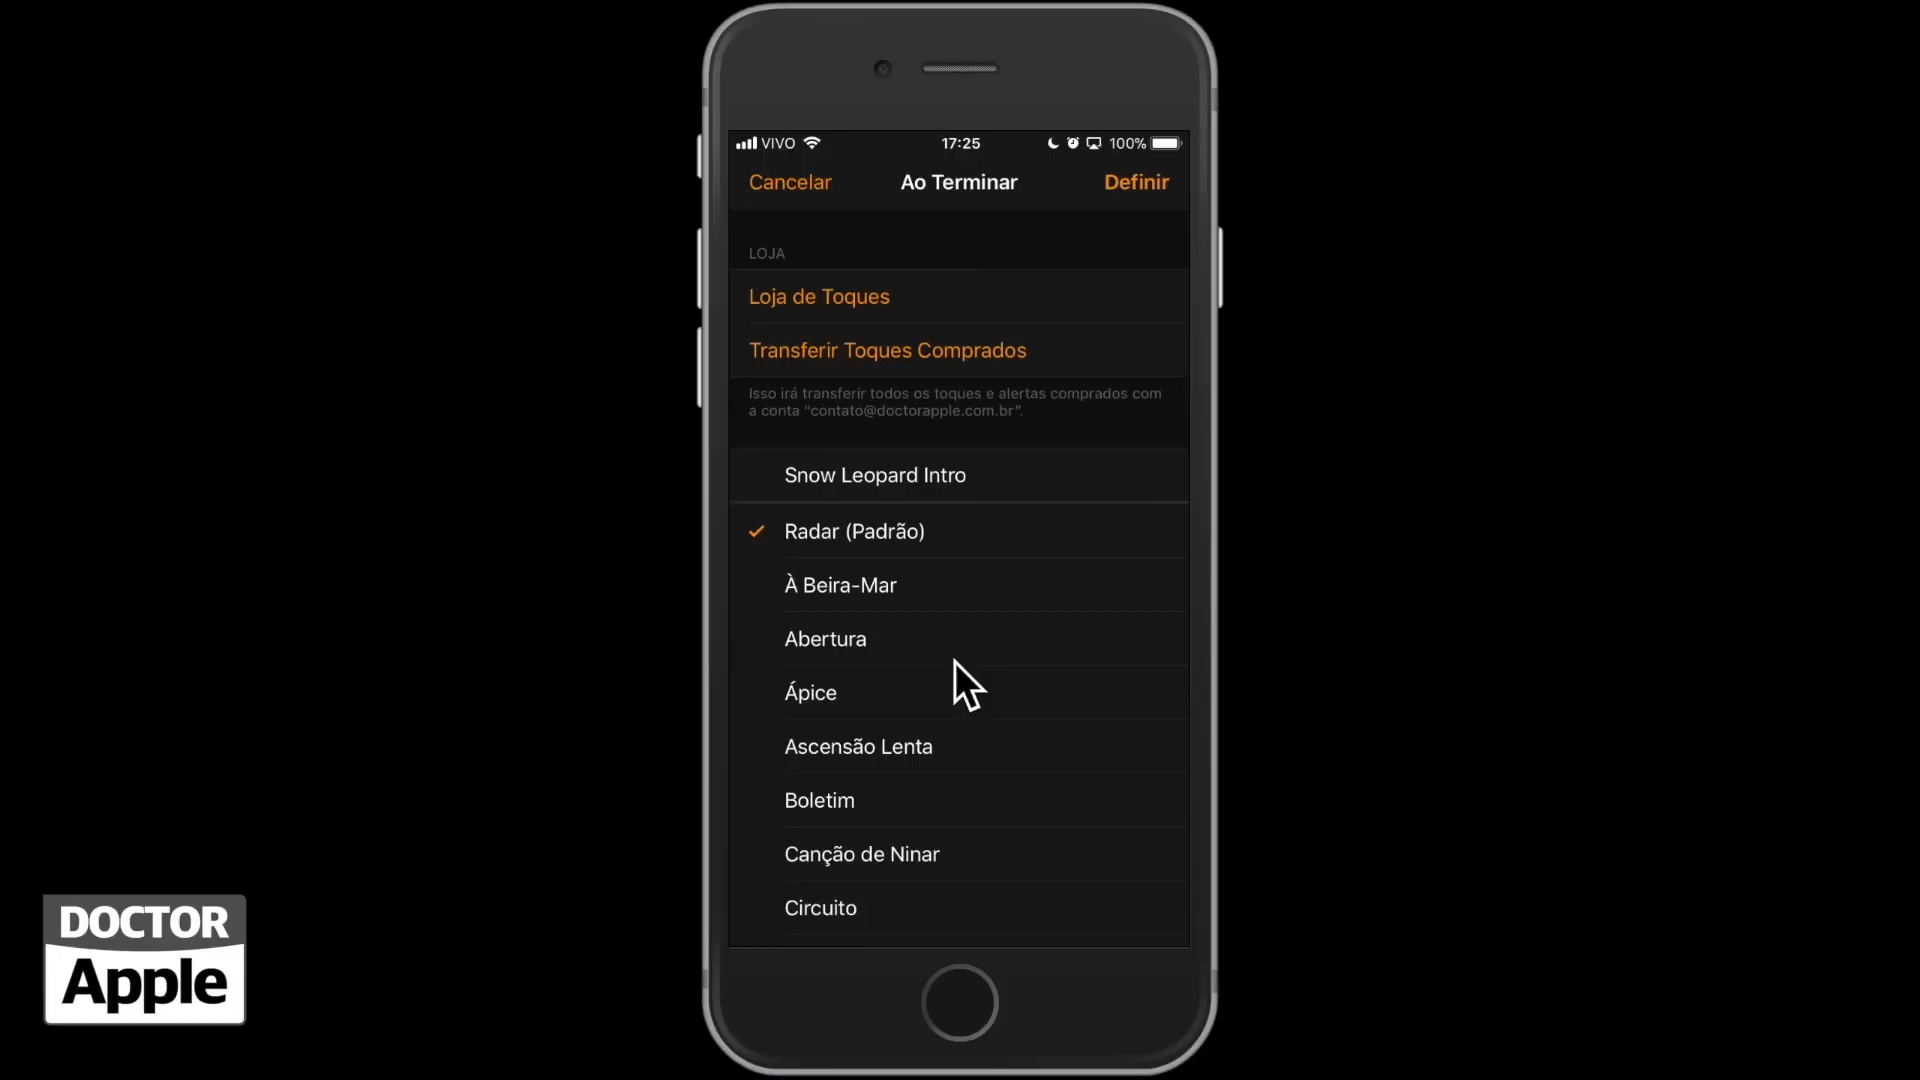 VIVO 17:25 100%
Cancelar Ao Terminar Definir
LOJA
Loja de Toques
Transferir Toques Comprados
Isso irá transferir todos os toques e alertas comprados com
a conta "contato@doctorapple.com.br".
Snow Leopard Intro
Radar (Padrão)
À Beira-Mar
Abertura
Ápice
Ascensão Lenta
Boletim
Canção de Ninar
Circuito
DOCTOR
Apple